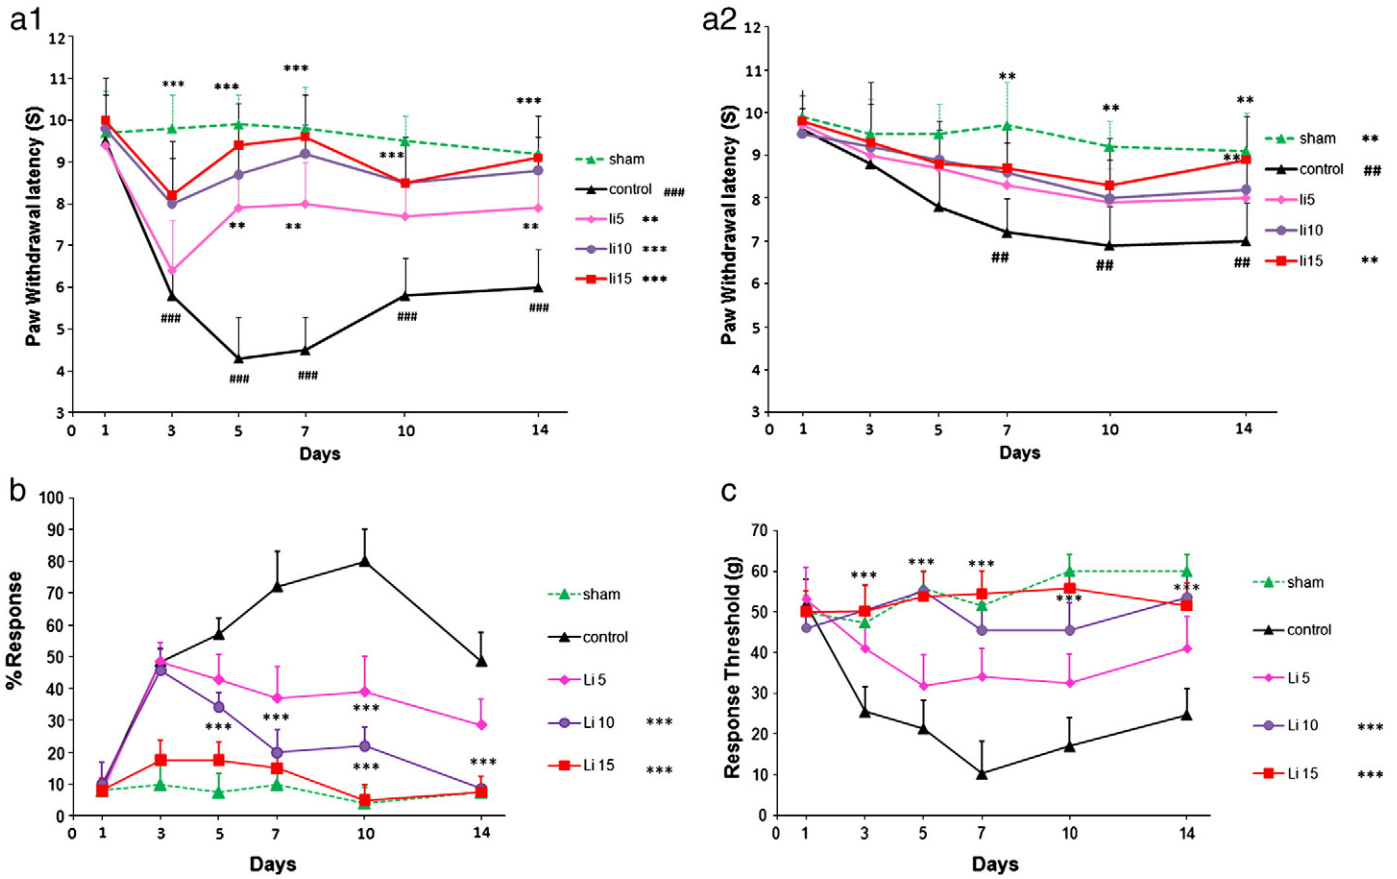 a1
Paw Withdrawal latency (S)
12
11
10
9
8
7
6
5
4
3
*** *** *** *** ***
** ** **
### ### ### ### ###
0 1 3 5 7 10 14
Days
sham
control ###
li5 **
li10 ***
li15 ***
a2
Paw Withdrawal latency (S)
12
11
10
9
8
7
6
5
4
3
** ** **
**
## ## ##
0 1 3 5 7 10 14
Days
sham **
control ##
li5
li10
li15 **
b
%Response
100
90
80
70
60
50
40
30
20
10
0
*** *** ***
*** ***
0 1 3 5 7 10 14
Days
sham
control
Li 5
Li 10 ***
Li 15 ***
c
Response Threshold (g)
70
60
50
40
30
20
10
0
*** *** *** *** ***
0 1 3 5 7 10 14
Days
sham
control
Li 5
Li 10 ***
Li 15 ***